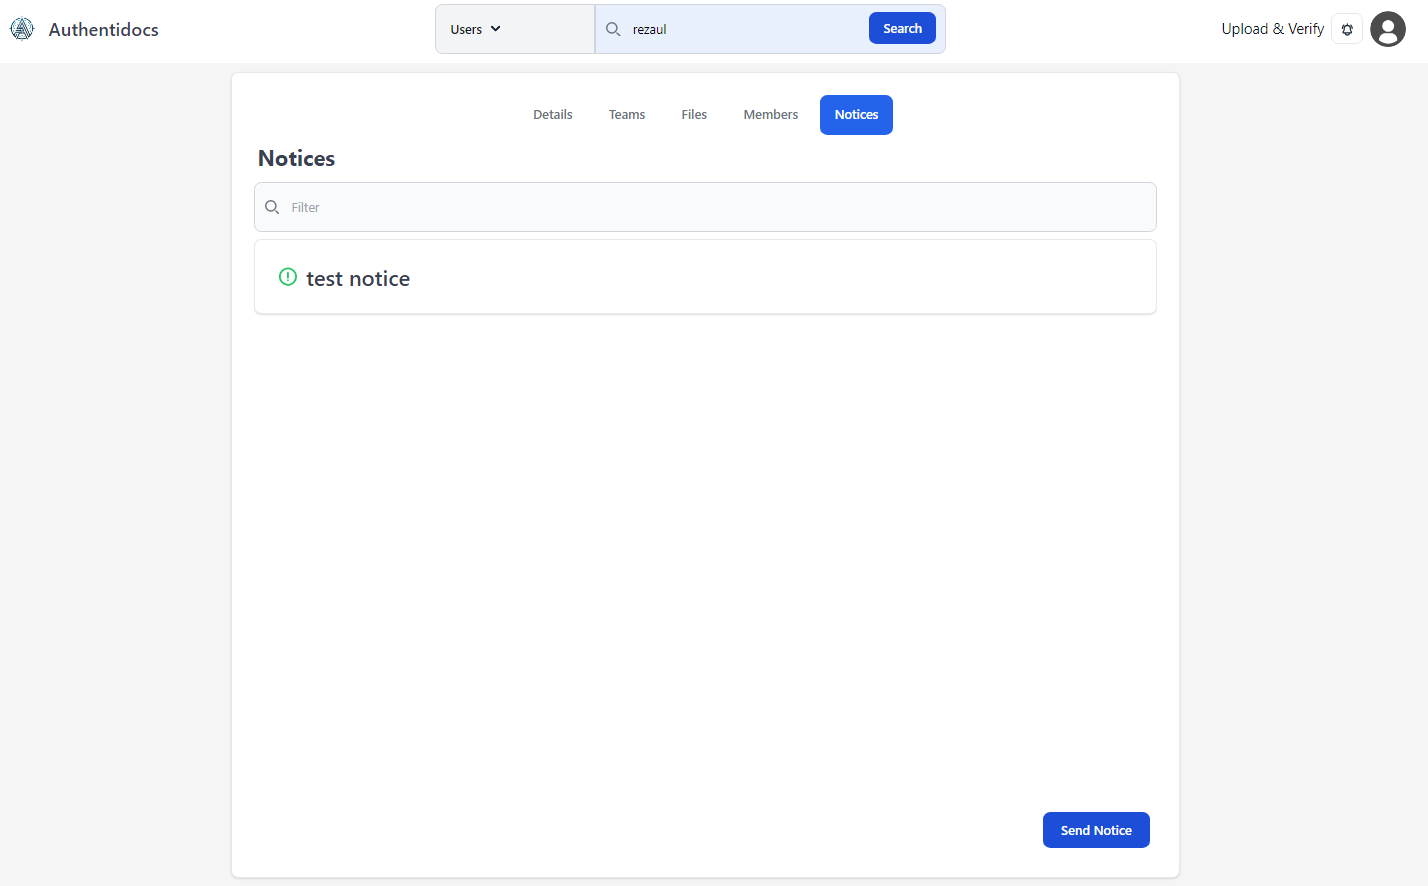 Authentidocs
Users
rezaul
Search
Upload & Verify
Details
Teams
Files
Members
Notices
Notices
Filter
test notice
Send Notice